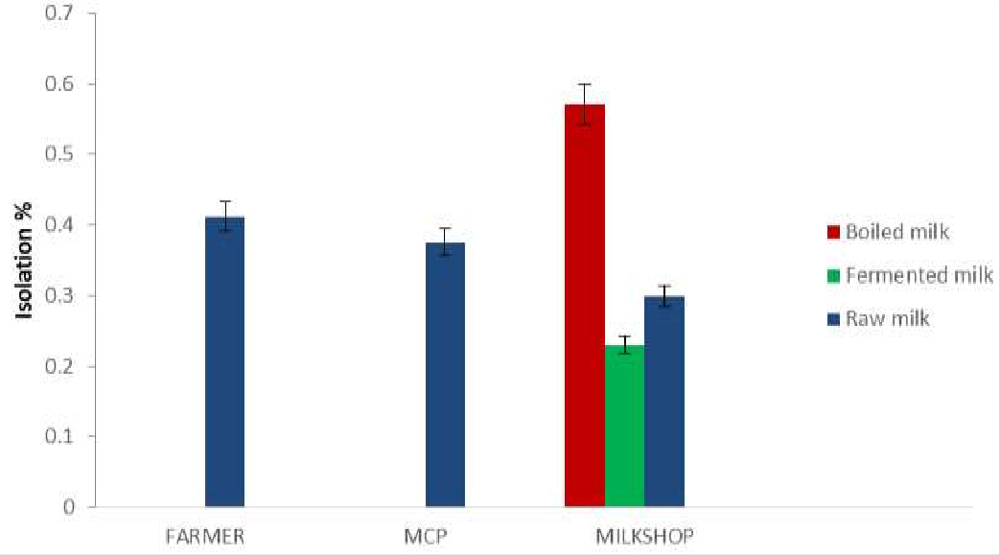 0.7
0.6
0.5
0.4
0.3
0.2
0.1
0
Isolation %
FARMER
MCP
MILKSHOP
Boiled milk
Fermented milk
Raw milk